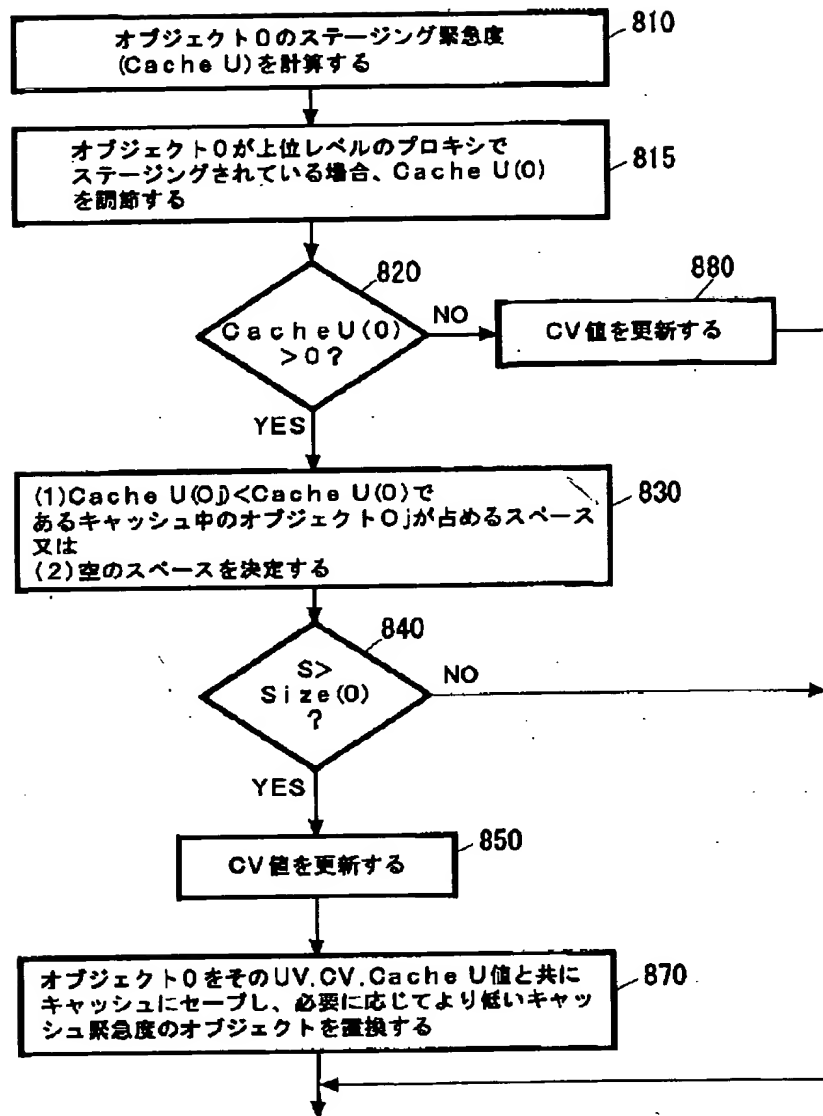 オブジェクトOのステージング緊急度
(Cache U)を計算する
810
オブジェクトOが上位レベルのプロキシで
ステージングされている場合、Cache U(O)
を調節する
815
820
CacheU(O)
>0?
NO
880
CV値を更新する
YES
(1)Cache U(Oj)<Cache U(O)で
あるキャッシュ中のオブジェクトOjが占めるスペース
又は
(2)空のスペースを決定する
830
840
S>
Size(O)
?
NO
YES
CV値を更新する
850
オブジェクトOをそのUV.CV.Cache U値と共に
キャッシュにセーブし、必要に応じてより低いキャッ
シュ緊急度のオブジェクトを置換する
870